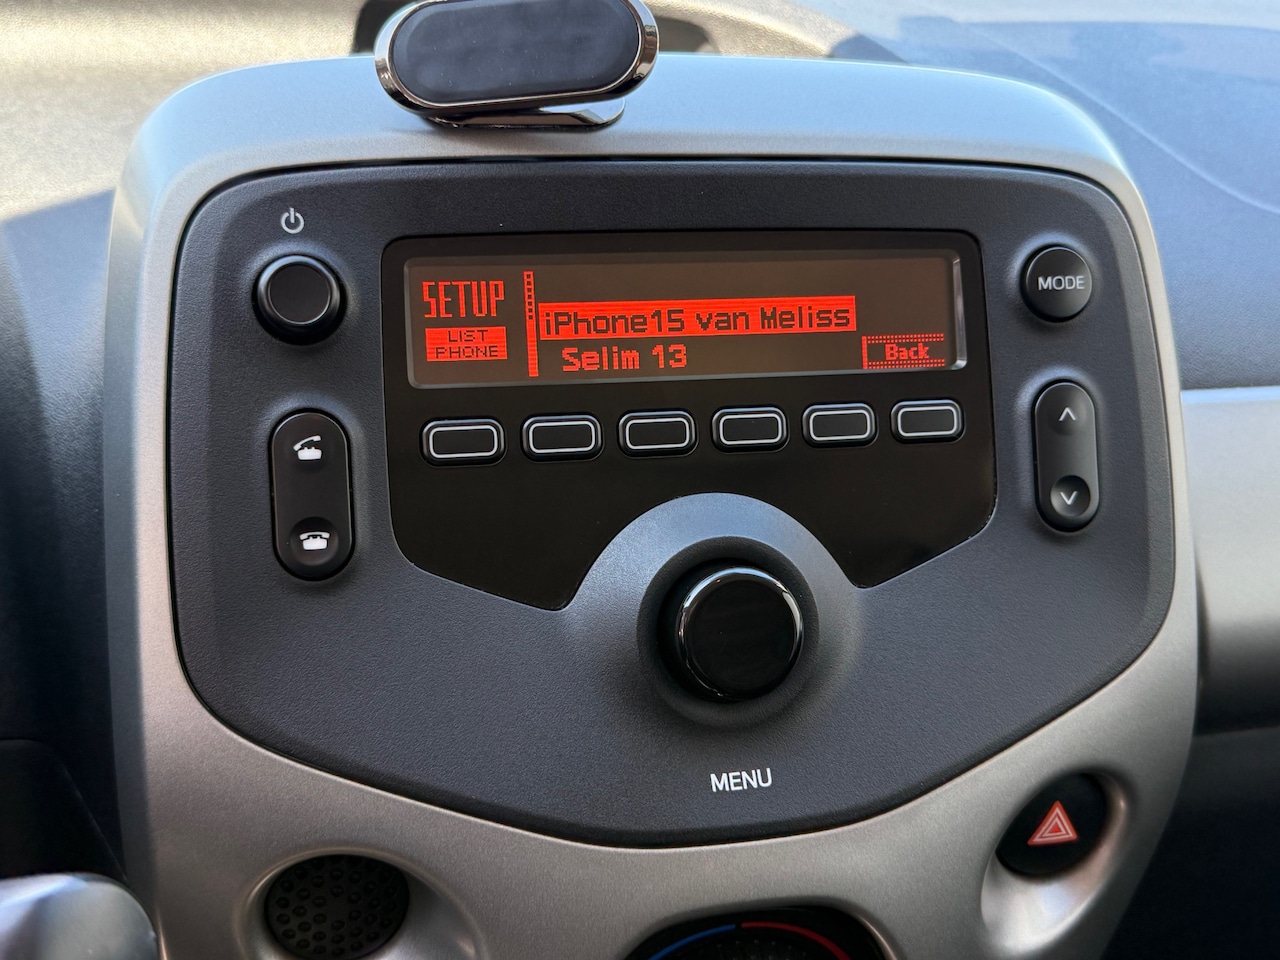 SETUP
LIST
PHONE
iPhone15 van Meliss
Selim 13
Back
MODE
MENU